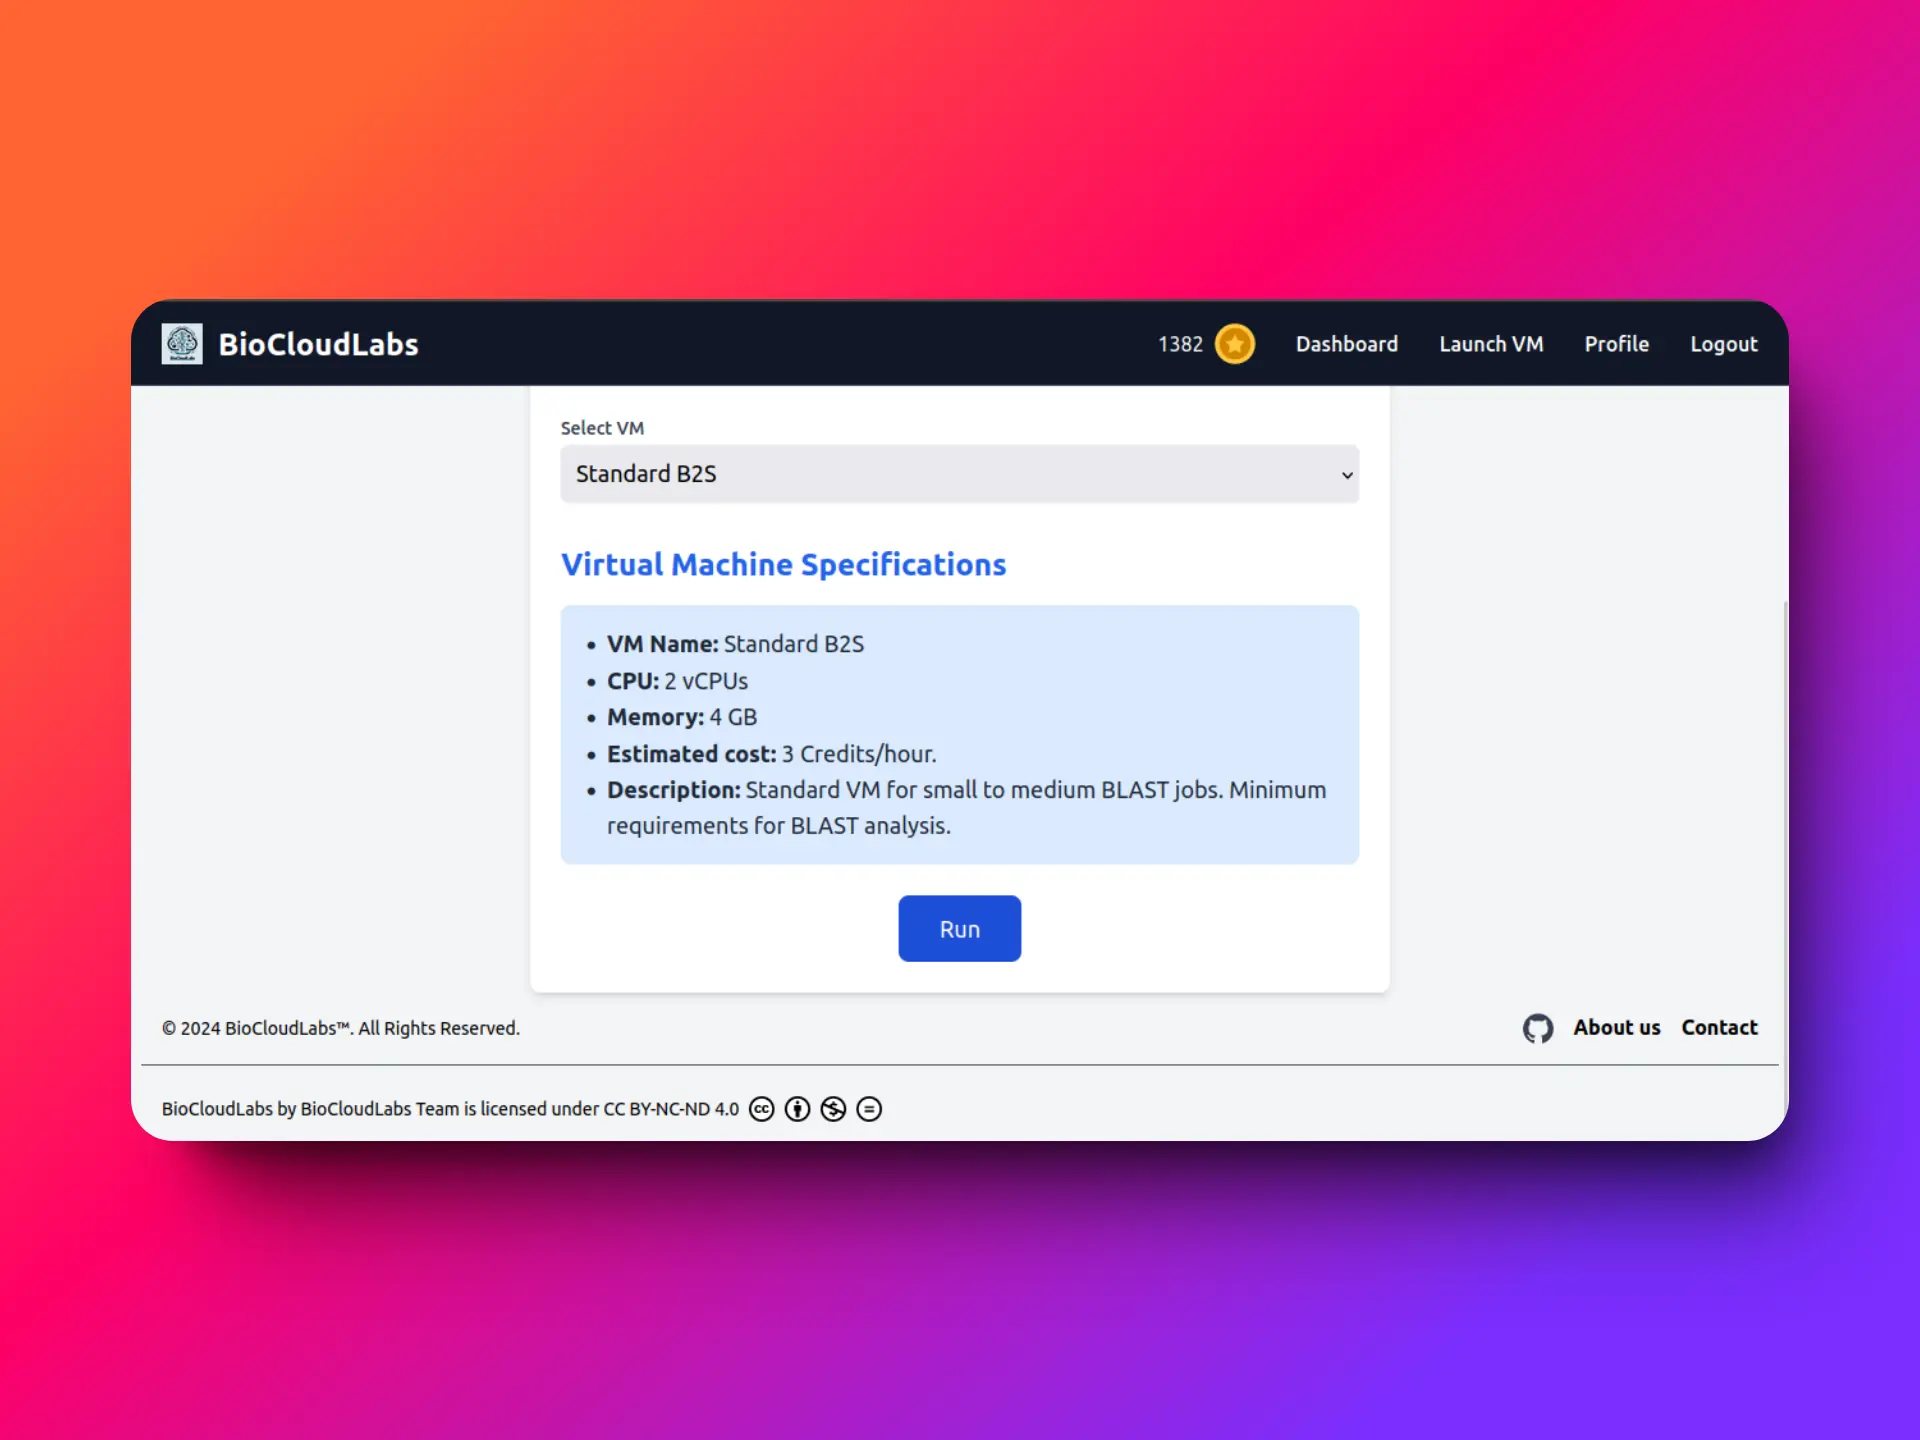 BioCloudLabs
1382
Dashboard
Launch VM
Profile
Logout
Select VM
Standard B2S
Virtual Machine Specifications
• VM Name: Standard B2S
• CPU: 2 vCPUs
• Memory: 4 GB
• Estimated cost: 3 Credits/hour.
• Description: Standard VM for small to medium BLAST jobs. Minimum
requirements for BLAST analysis.
Run
© 2024 BioCloudLabs™. All Rights Reserved.
About us
Contact
BioCloudLabs by BioCloudLabs Team is licensed under CC BY-NC-ND 4.0